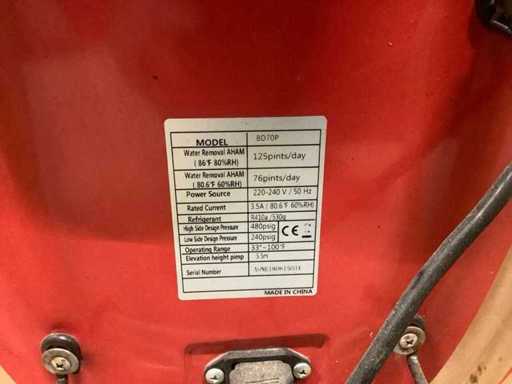 MODEL BD70P
Water Removal AHAM
( 86°F 80%RH) 125pints/day
Water Removal AHAM
( 80.6°F 60%RH) 76pints/day
Power Source 220-240 V / 50 Hz
Rated Current 3.5A ( 80.6°F 60%RH)
Refrigerant R410a /530g
High Side Design Pressure 480psig
Low Side Design Pressure 240psig
CE
Operating Range 33°~100°F
Elevation height pimp 5.5m
Serial Number
MADE IN CHINA